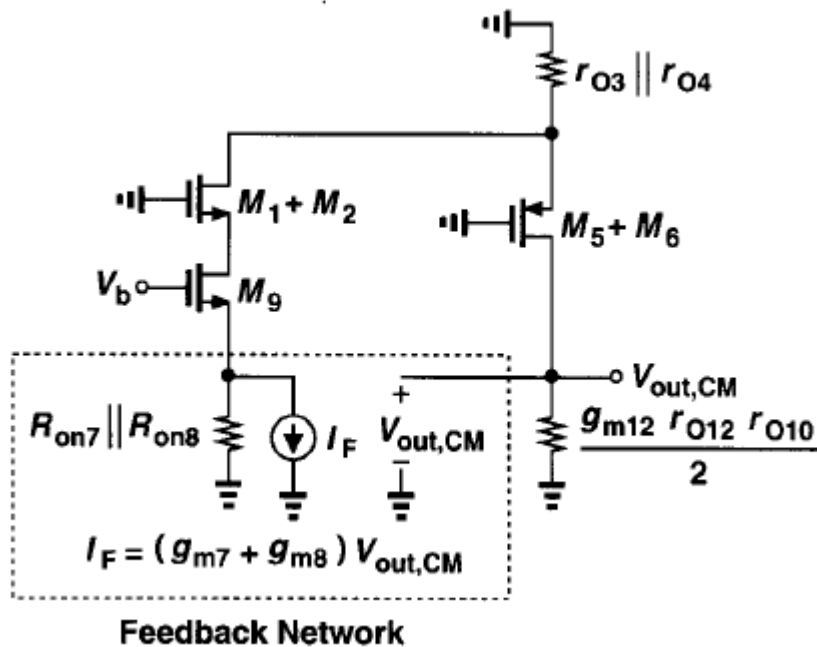 r_O3 || r_O4
M_1 + M_2
M_5 + M_6
V_b
M_9
V_out,CM
R_on7 || R_on8
I_F
+
V_out,CM
−
g_m12 r_O12 r_O10
2
I_F = (g_m7 + g_m8) V_out,CM
Feedback Network